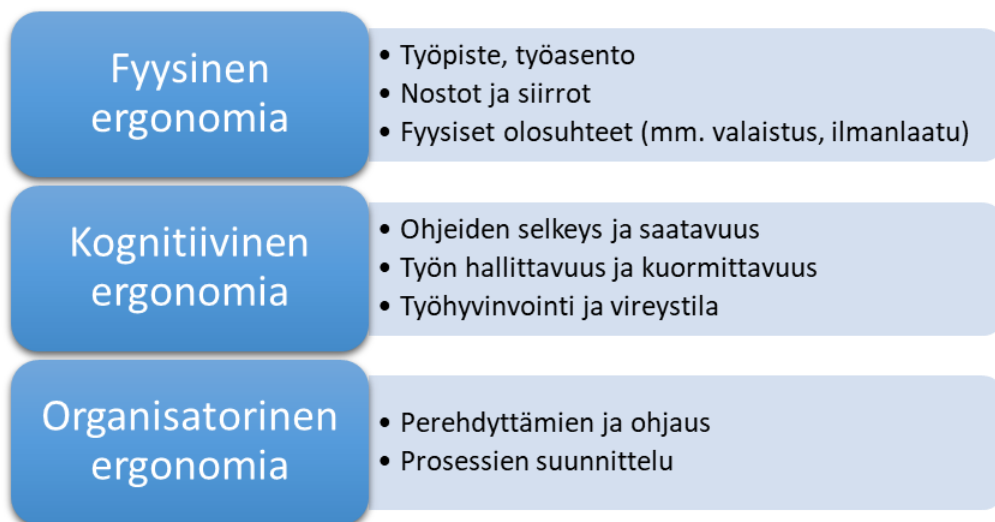 Fyysinen
ergonomia
• Työpiste, työasento
• Nostot ja siirrot
• Fyysiset olosuhteet (mm. valaistus, ilmanlaatu)
Kognitiivinen
ergonomia
• Ohjeiden selkeys ja saatavuus
• Työn hallittavuus ja kuormittavuus
• Työhyvinvointi ja vireystila
Organisatorinen
ergonomia
• Perehdyttämien ja ohjaus
• Prosessien suunnittelu